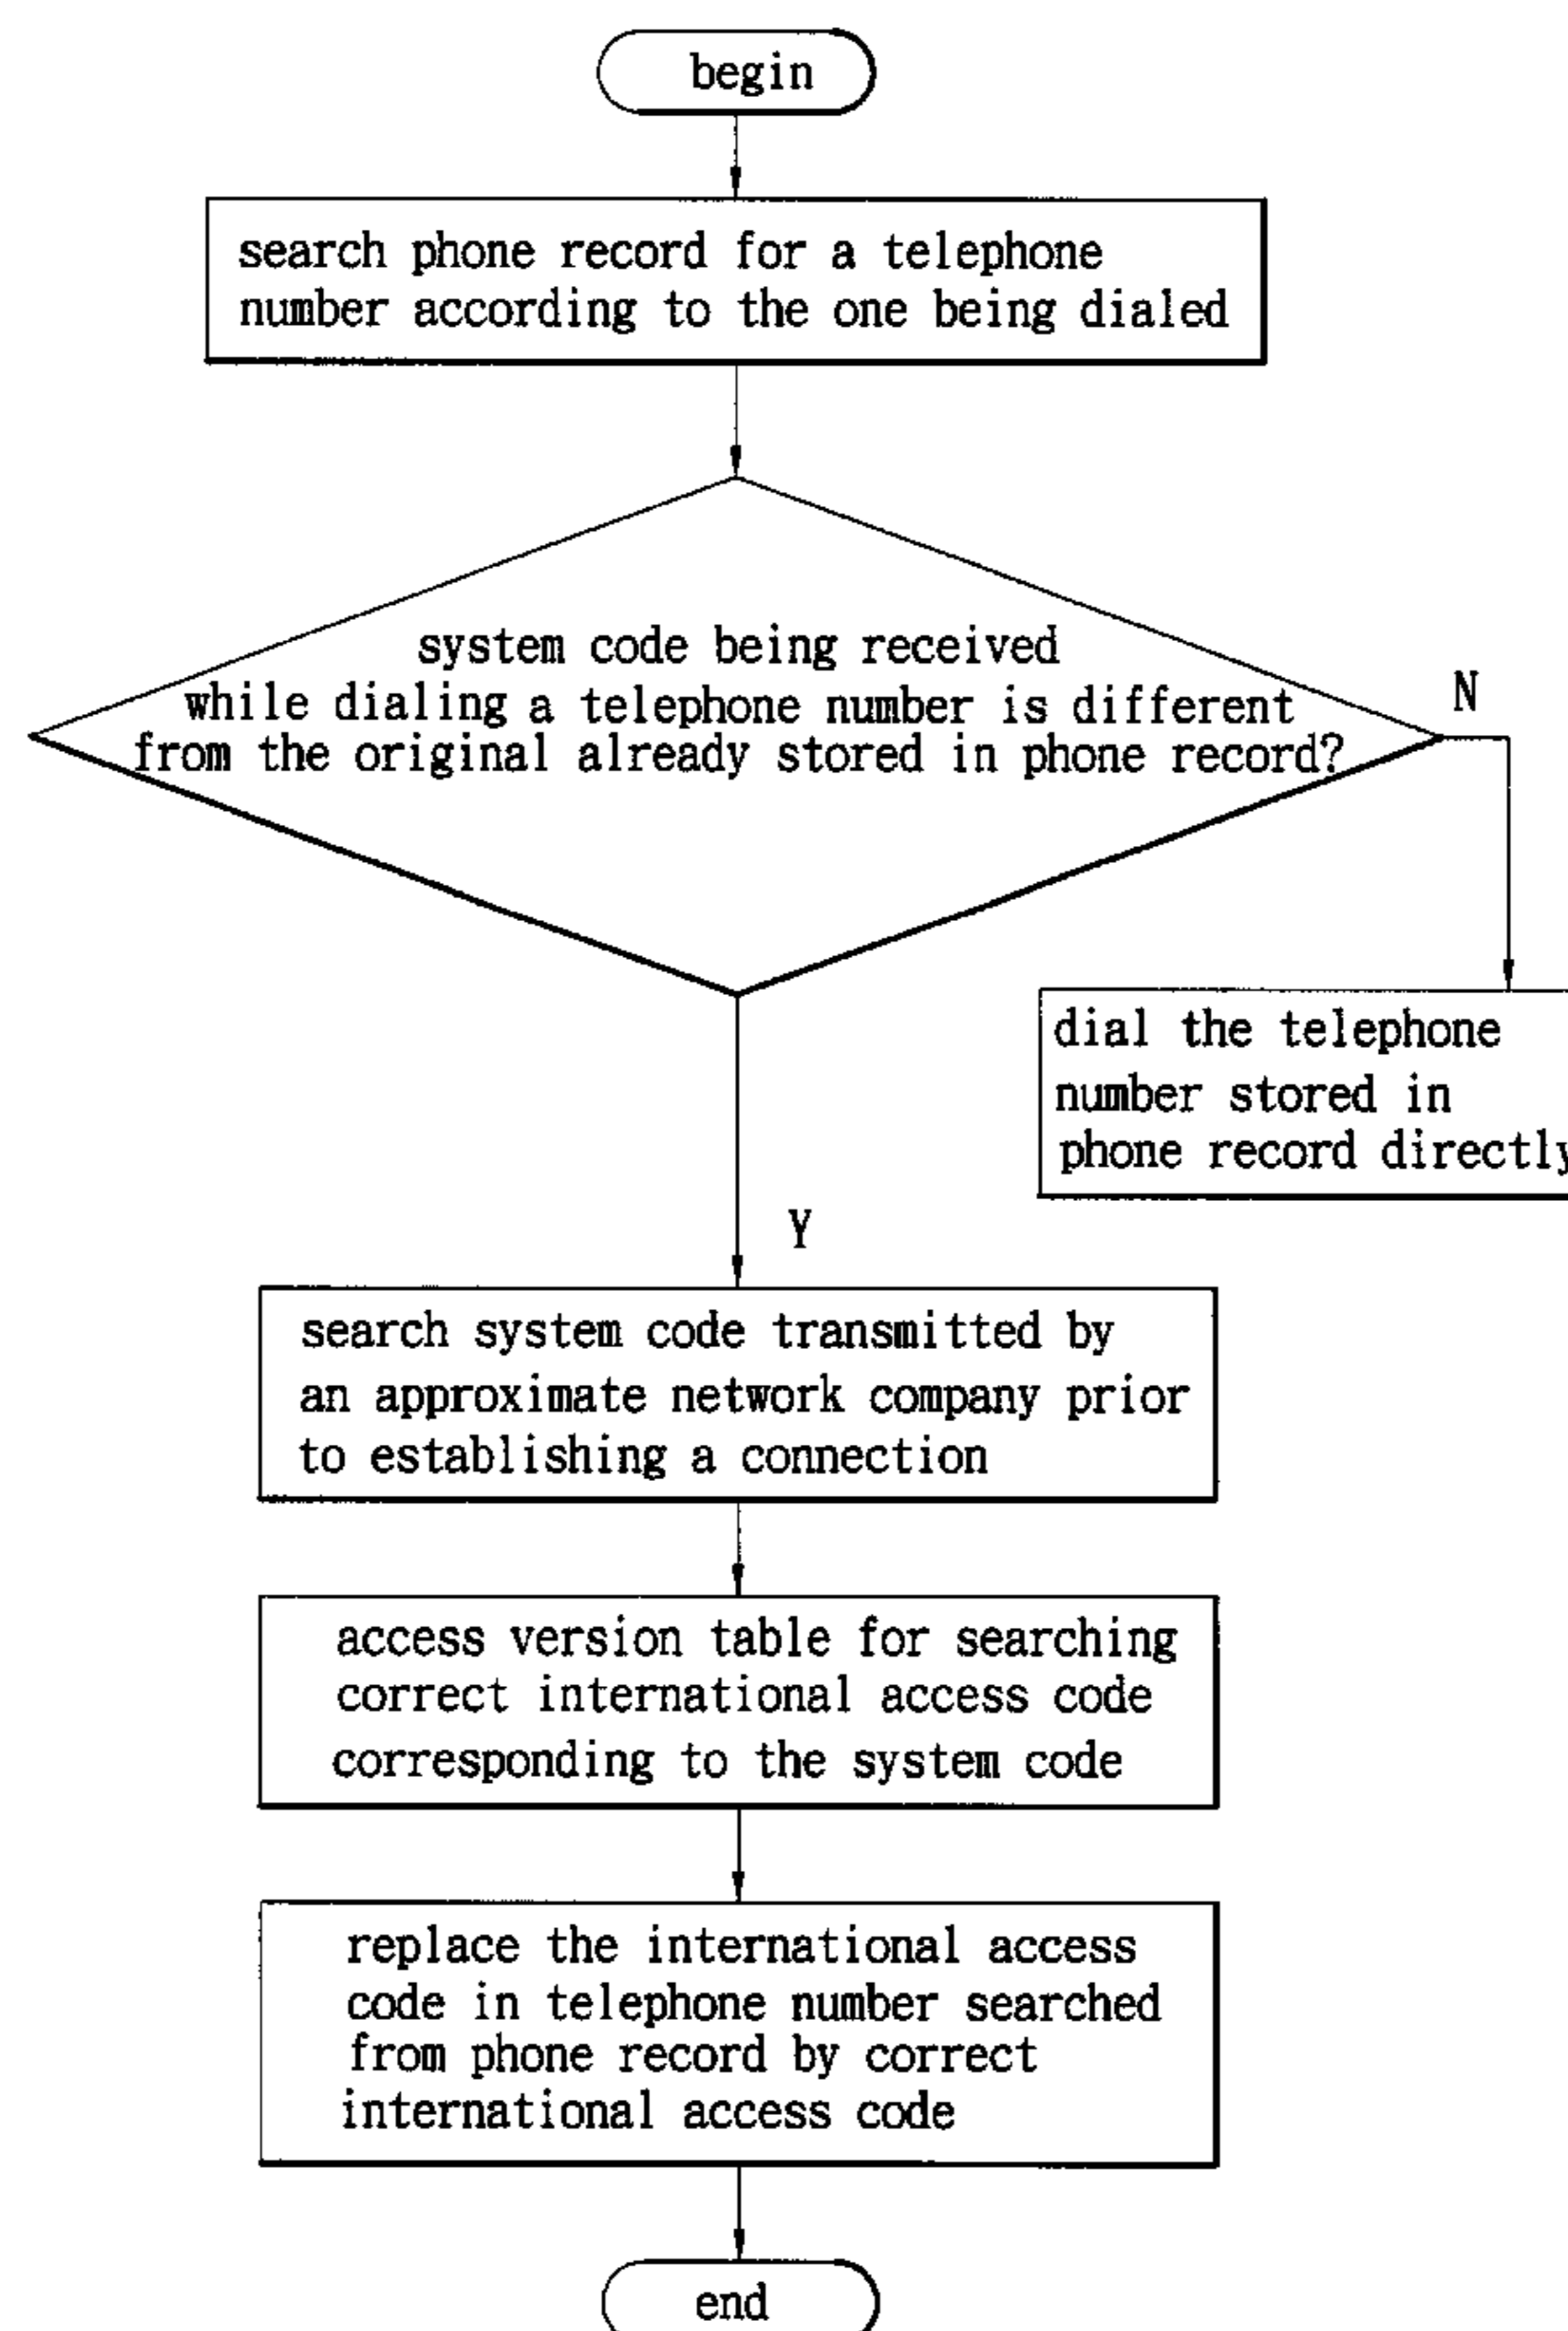 begin
search phone record for a telephone
number according to the one being dialed
system code being received
while dialing a telephone number is different
from the original already stored in phone record?
N
dial the telephone
number stored in
phone record directly
Y
search system code transmitted by
an approximate network company prior
to establishing a connection
access version table for searching
correct international access code
corresponding to the system code
replace the international access
code in telephone number searched
from phone record by correct
international access code
end